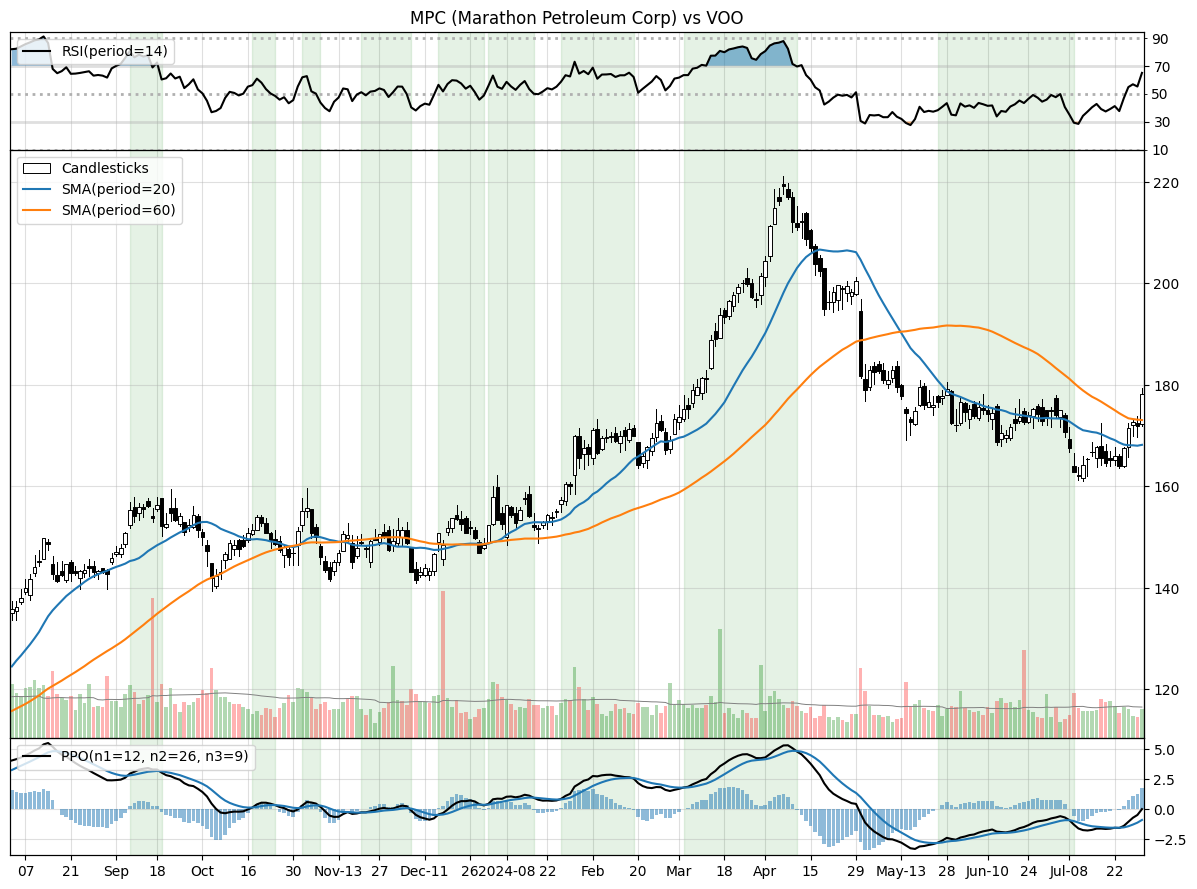 MPC (Marathon Petroleum Corp) vs VOO
RSI(period=14)
90
70
50
30
10
Candlesticks
SMA(period=20)
SMA(period=60)
220
200
180
160
140
120
PPO(n1=12, n2=26, n3=9)
5.0
2.5
0.0
−2.5
07 21 Sep 18 Oct 16 30 Nov-13 27 Dec-11 26 2024-08 22 Feb 20 Mar 18 Apr 15 29 May-13 28 Jun-10 24 Jul-08 22